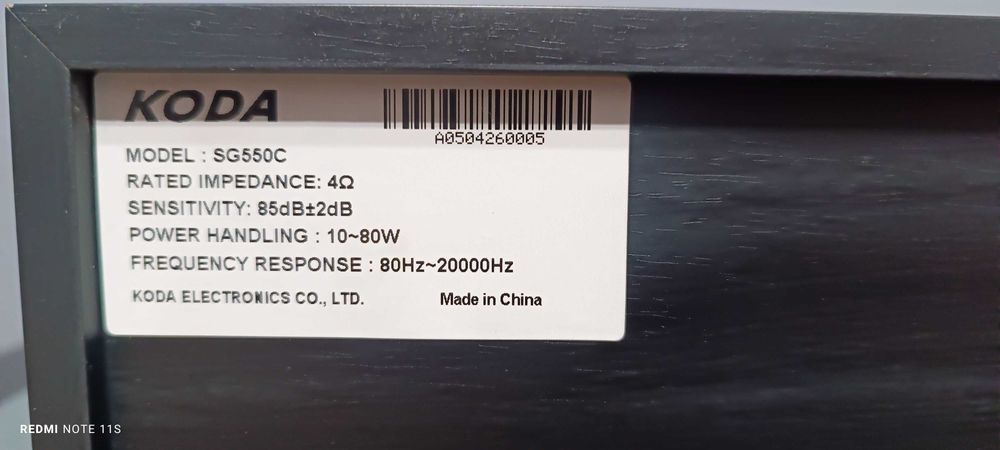 KODA
A0504260005
MODEL : SG550C
RATED IMPEDANCE: 4Ω
SENSITIVITY: 85dB±2dB
POWER HANDLING : 10~80W
FREQUENCY RESPONSE : 80Hz~20000Hz
KODA ELECTRONICS CO., LTD. Made in China
REDMI NOTE 11S